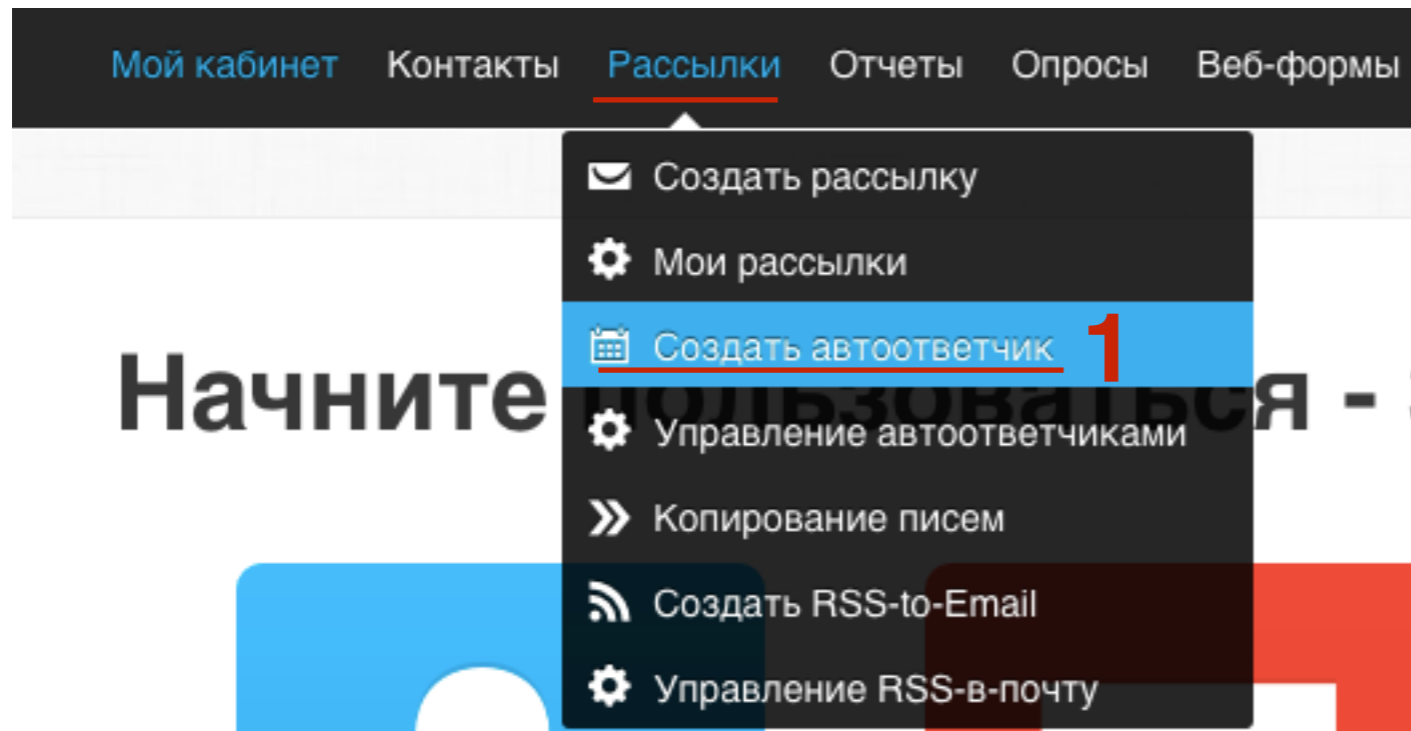 Мой кабинет Контакты Рассылки Отчеты Опросы Веб-формы
Создать рассылку
Мои рассылки
Создать автоответчик 1
Начните пользоваться -
Управление автоответчиками
Копирование писем
Создать RSS-to-Email
Управление RSS-в-почту